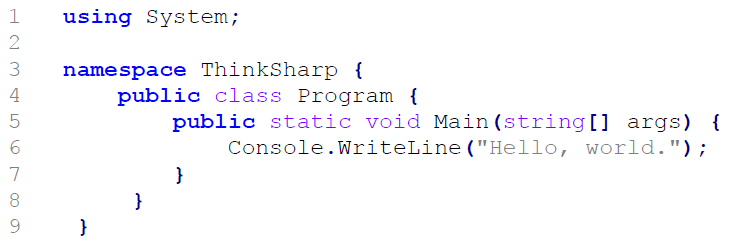 1 using System;
2
3 namespace ThinkSharp {
4     public class Program {
5         public static void Main(string[] args) {
6             Console.WriteLine("Hello, world.");
7         }
8      }
9  }